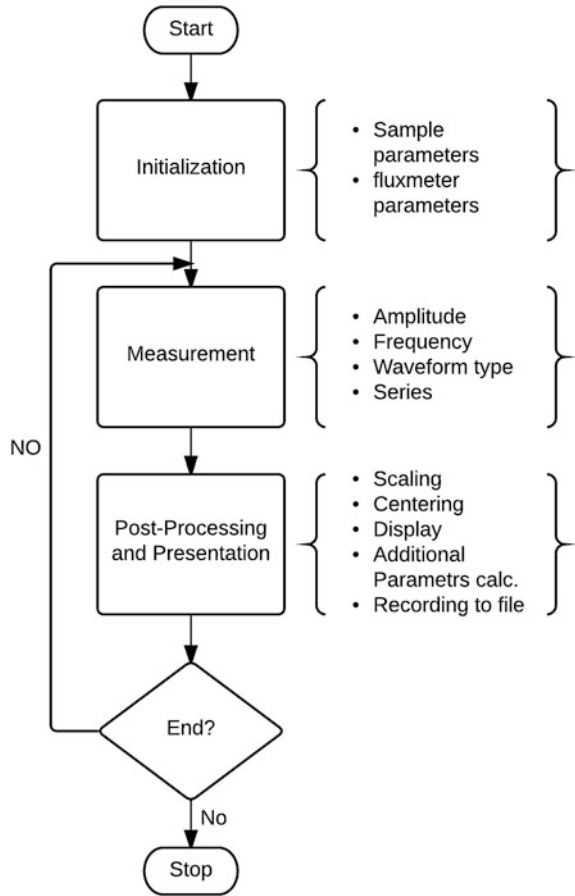 Start
Initialization
• Sample
parameters
• fluxmeter
parameters
Measurement
• Amplitude
• Frequency
• Waveform type
• Series
NO
Post-Processing
and Presentation
• Scaling
• Centering
• Display
• Additional
Parametrs calc.
• Recording to file
End?
No
Stop